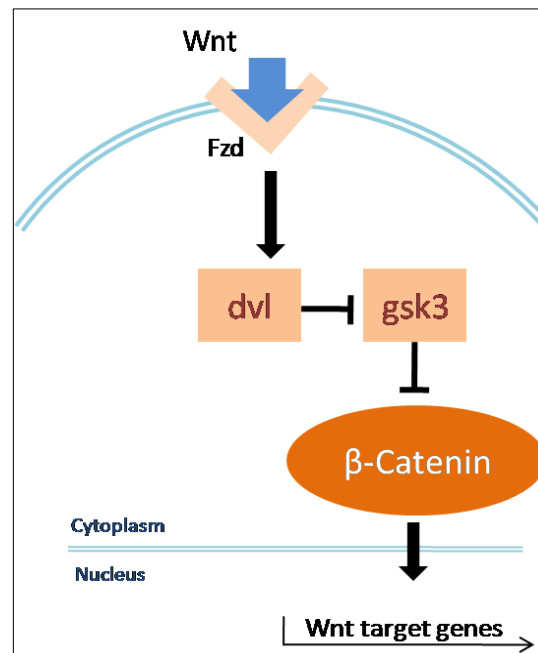 Wnt
Fzd
dvl
gsk3
β-Catenin
Cytoplasm
Nucleus
Wnt target genes